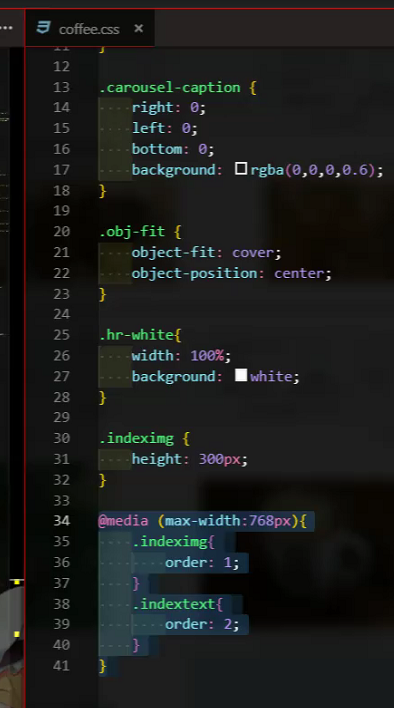 coffee.css ×
11 }
12
13 .carousel-caption {
14 right: 0;
15 left: 0;
16 bottom: 0;
17 background: rgba(0,0,0,0.6);
18 }
19
20 .obj-fit {
21 object-fit: cover;
22 object-position: center;
23 }
24
25 .hr-white{
26 width: 100%;
27 background: white;
28 }
29
30 .indeximg {
31 height: 300px;
32 }
33
34 @media (max-width:768px){
35 .indeximg{
36 order: 1;
37 }
38 .indextext{
39 order: 2;
40 }
41 }